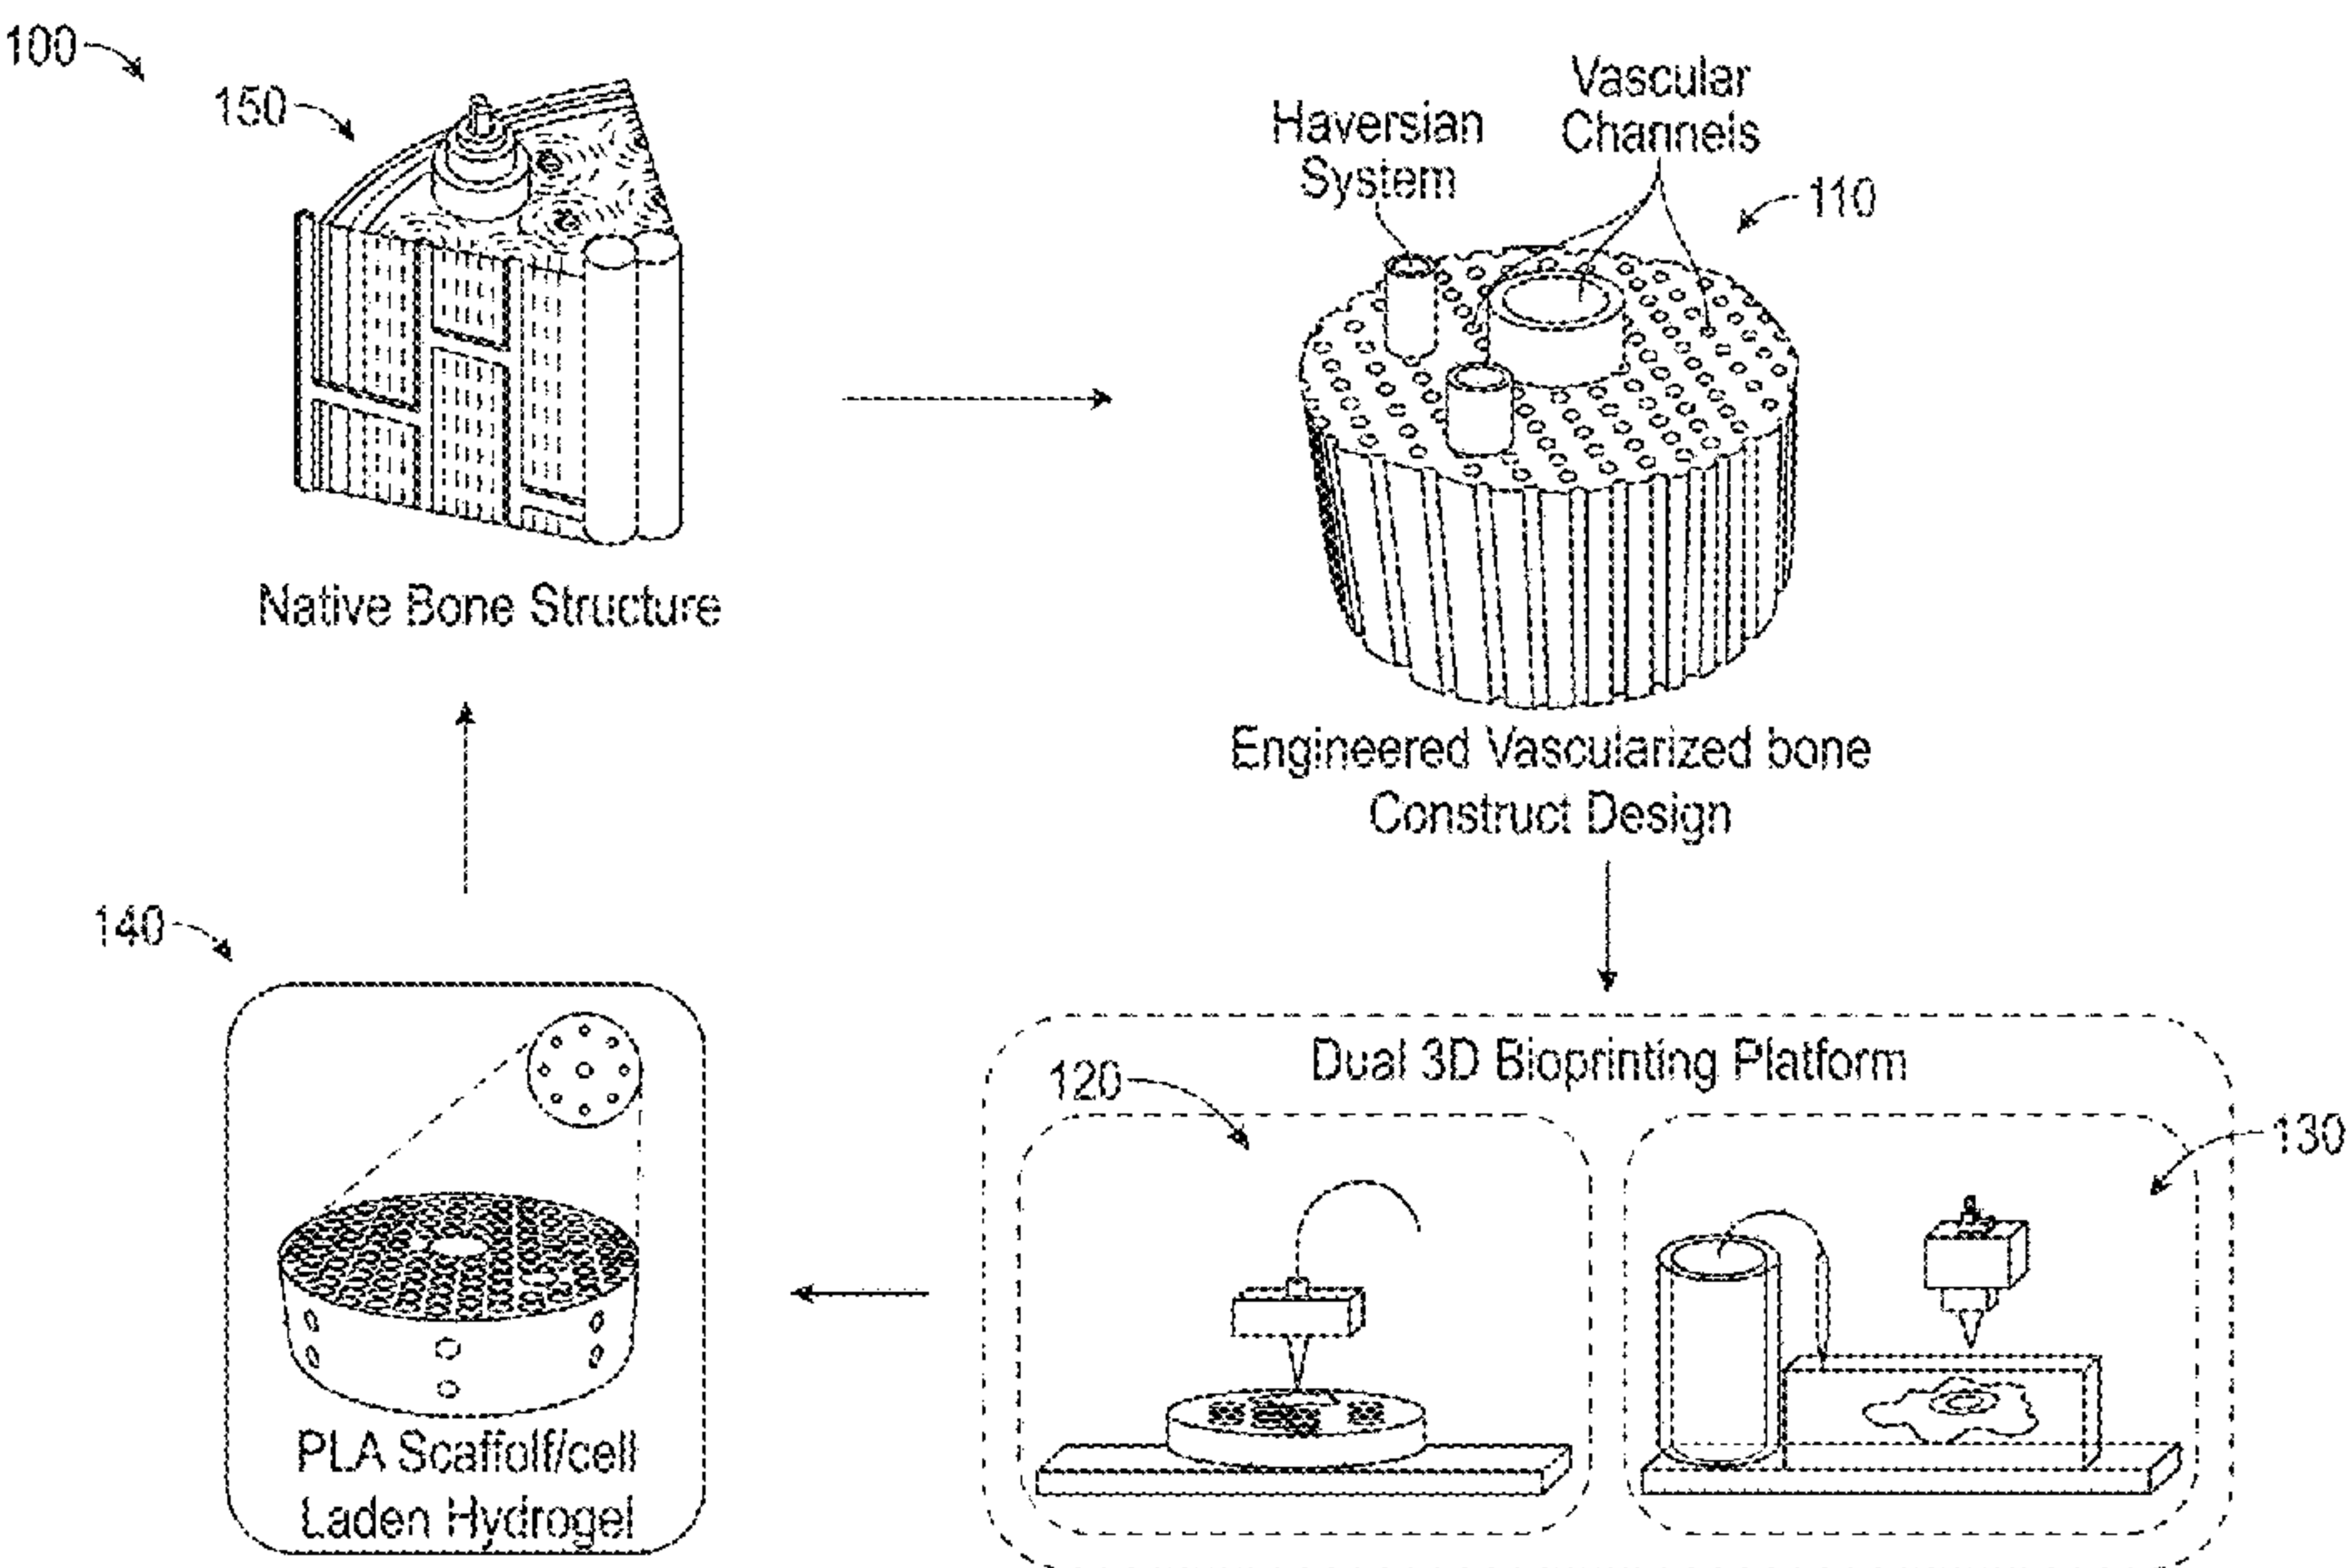 100
150
Native Bone Structure
Haversian
System
Vascular
Channels
110
Engineered Vascularized bone
Construct Design
Dual 3D Bioprinting Platform
120
130
140
PLA Scaffolf/cell
Laden Hydrogel